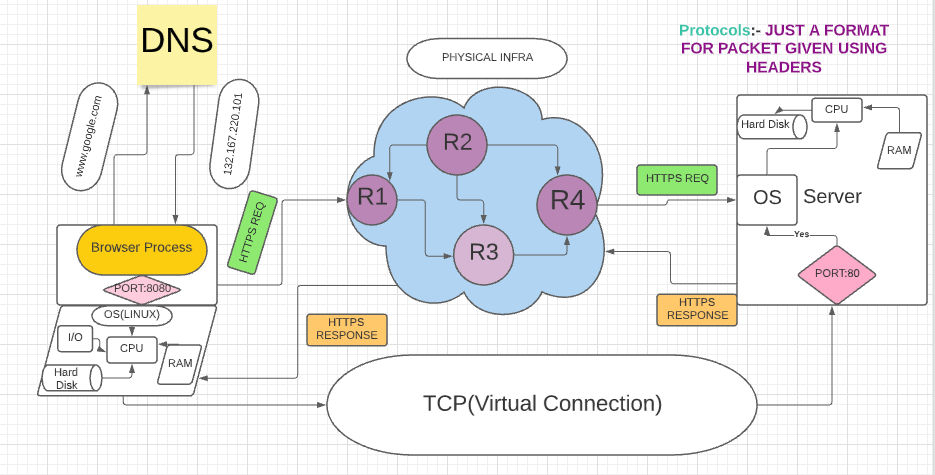 DNS
Protocols:- JUST A FORMAT
FOR PACKET GIVEN USING
HEADERS
PHYSICAL INFRA
www.google.com
132.167.220.101
R2
R1
R4
R3
HTTPS REQ
HTTPS REQ
CPU
Hard Disk
RAM
OS
Server
Yes
PORT:80
Browser Process
PORT:8080
OS(LINUX)
I/O
CPU
RAM
Hard
Disk
HTTPS
RESPONSE
HTTPS
RESPONSE
TCP(Virtual Connection)